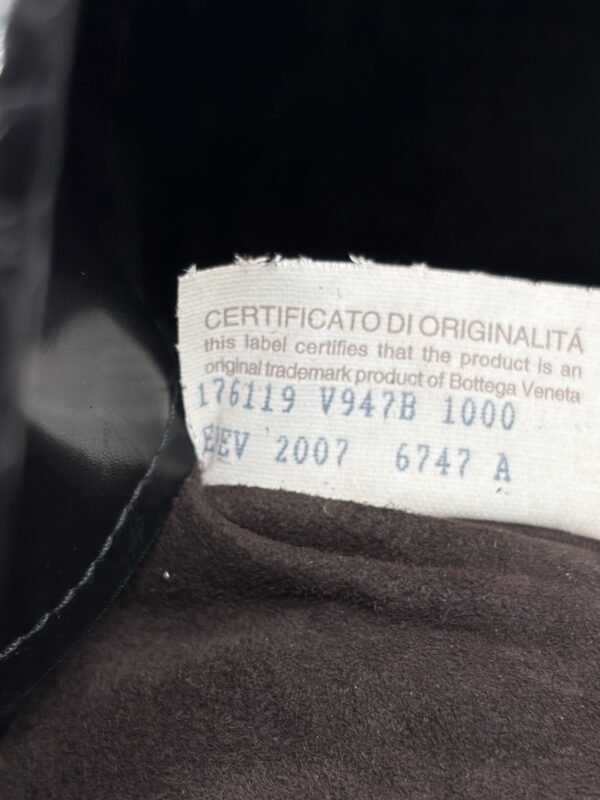 CERTIFICATO DI ORIGINALITÁ
this label certifies that the product is an
original trademark product of Bottega Veneta
176119 V947B 1000
2007 6747 A